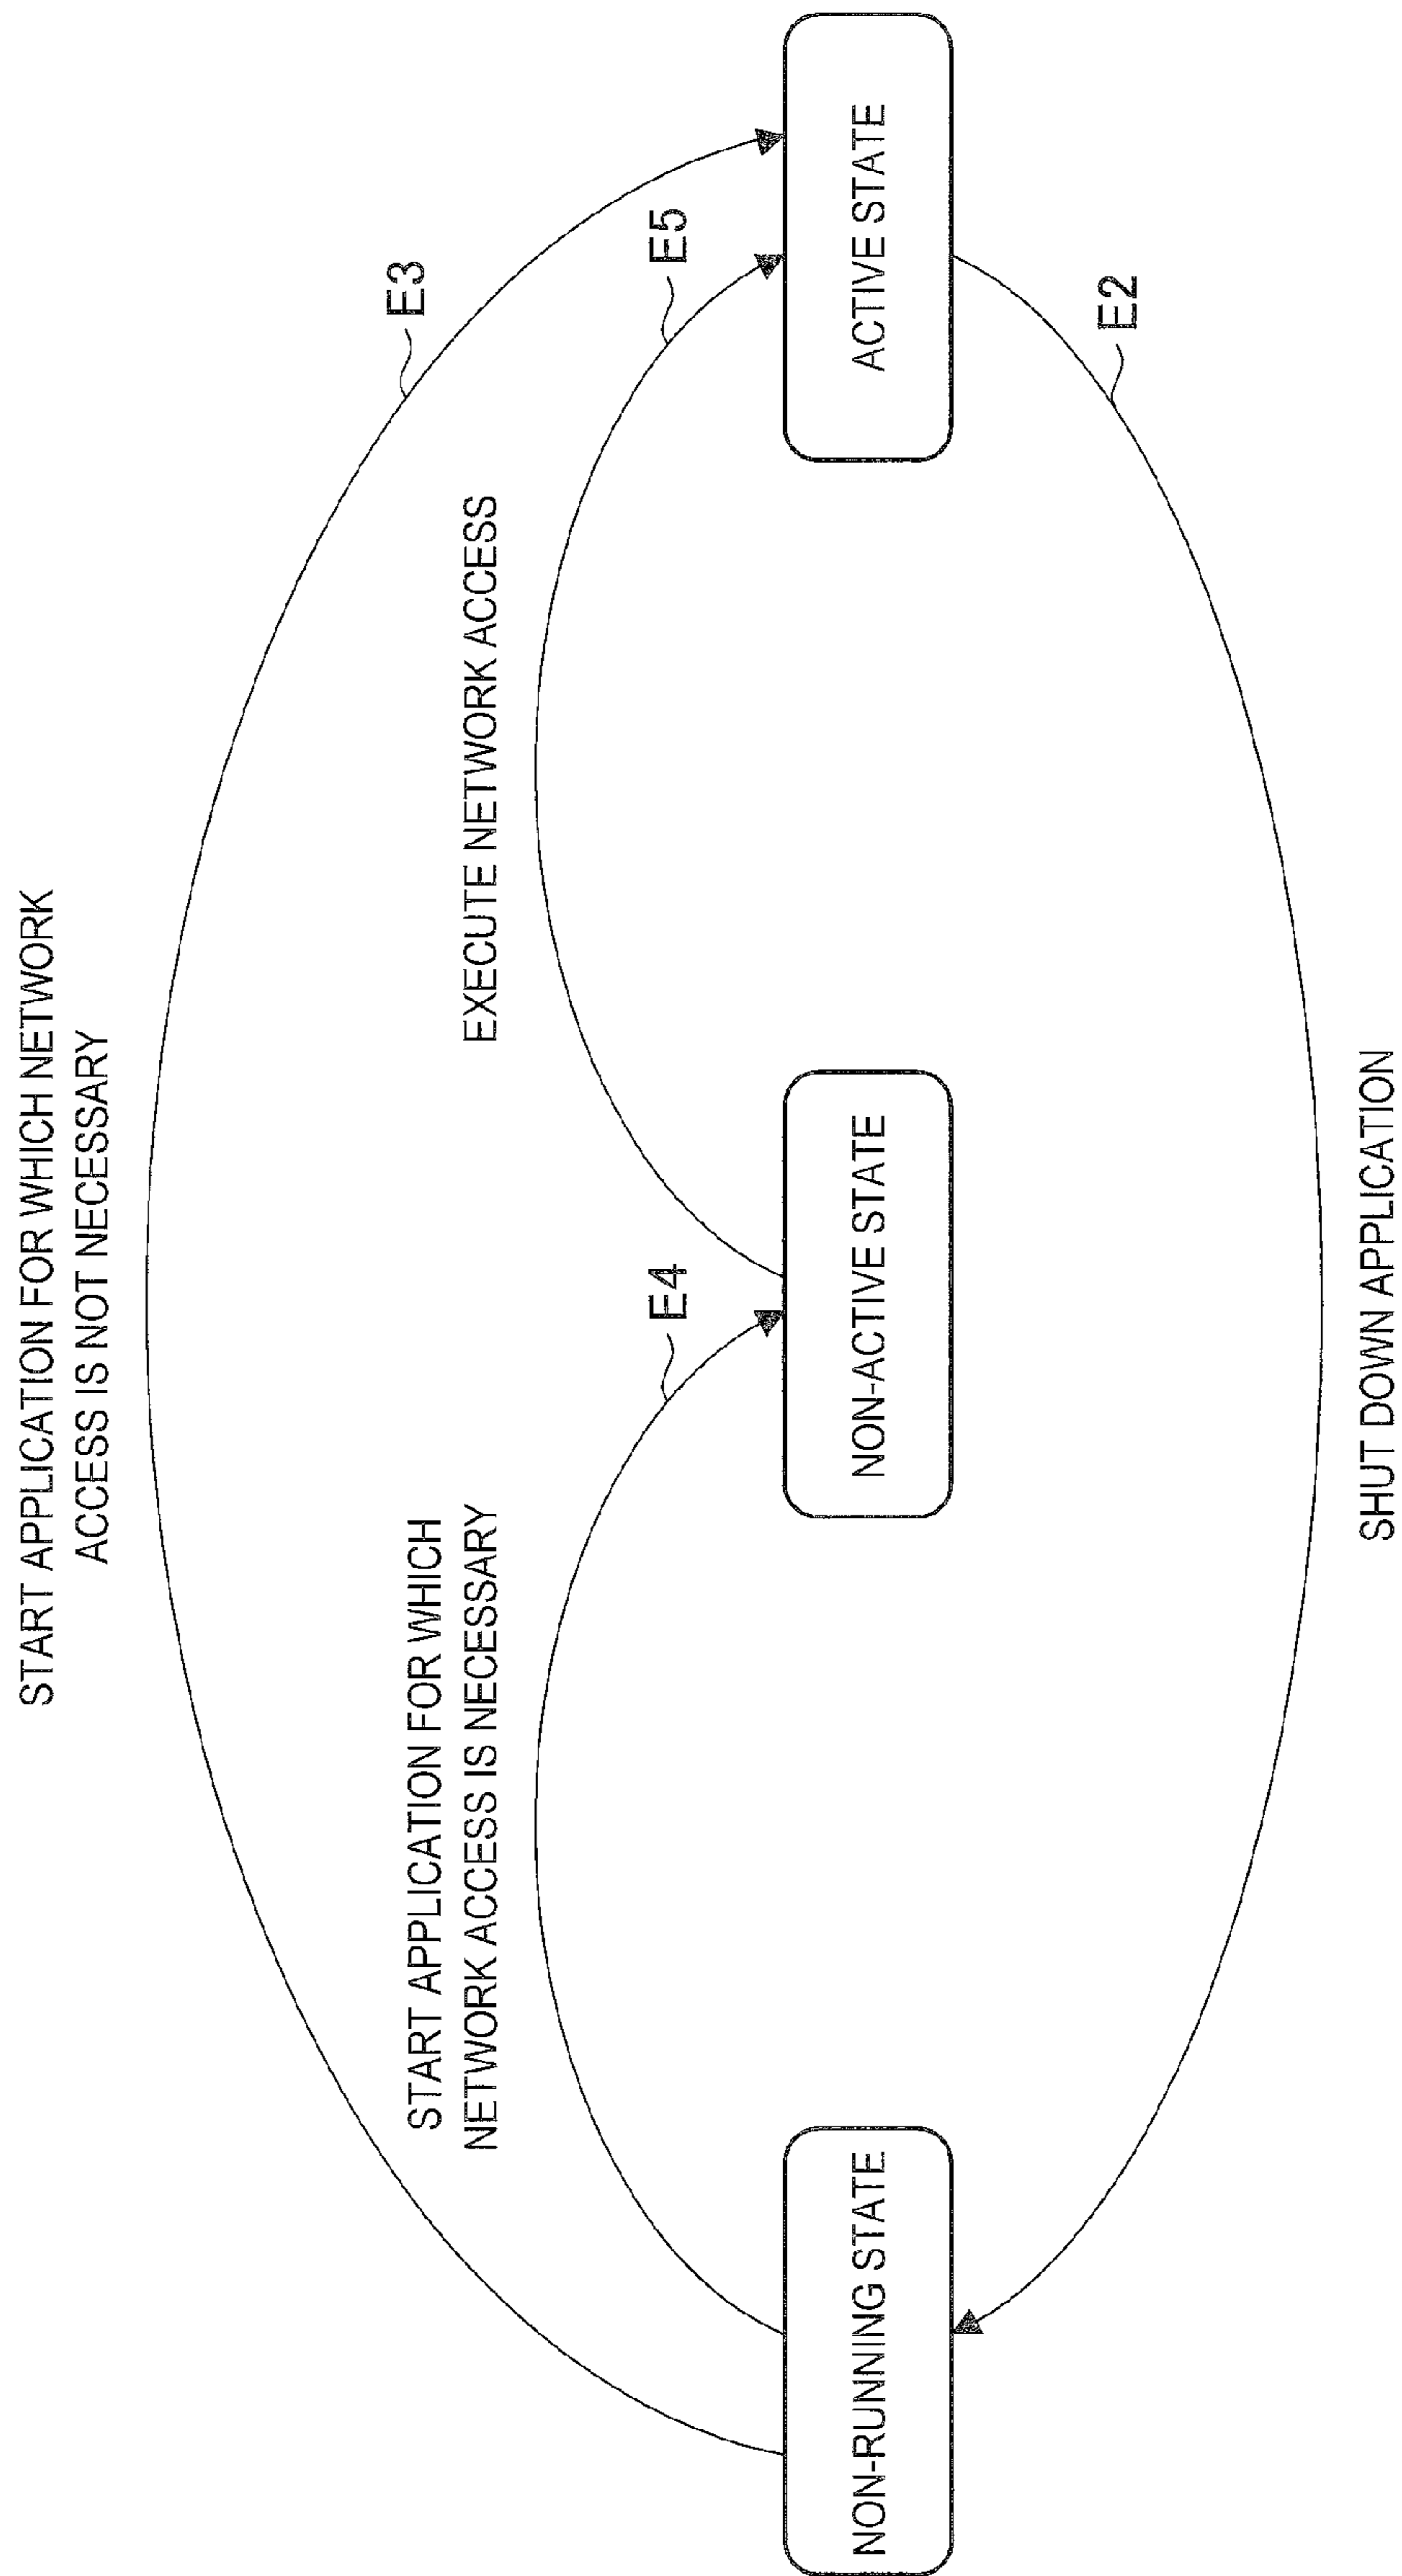 START APPLICATION FOR WHICH NETWORK
ACCESS IS NOT NECESSARY
E3
START APPLICATION FOR WHICH
NETWORK ACCESS IS NECESSARY
EXECUTE NETWORK ACCESS
E4
E5
NON-RUNNING STATE
NON-ACTIVE STATE
ACTIVE STATE
E2
SHUT DOWN APPLICATION